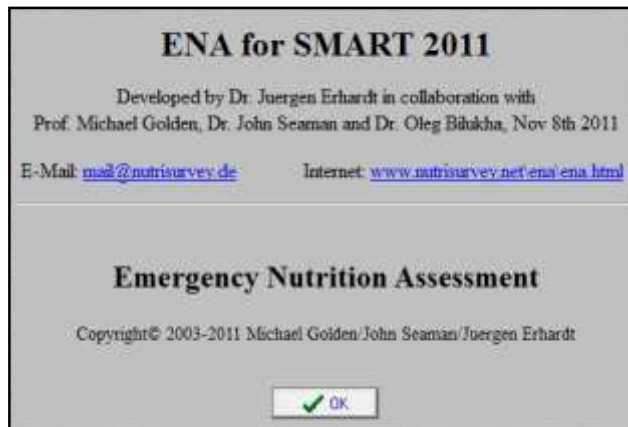 ENA for SMART 2011
Developed by Dr. Juergen Erhardt in collaboration with
Prof. Michael Golden, Dr. John Seaman and Dr. Oleg Bilukha, Nov 8th 2011
E-Mail: mail@nutrisurvey.de Internet: www.nutrisurvey.net\ena\ena.html
Emergency Nutrition Assessment
Copyright© 2003-2011 Michael Golden/John Seaman/Juergen Erhardt
OK